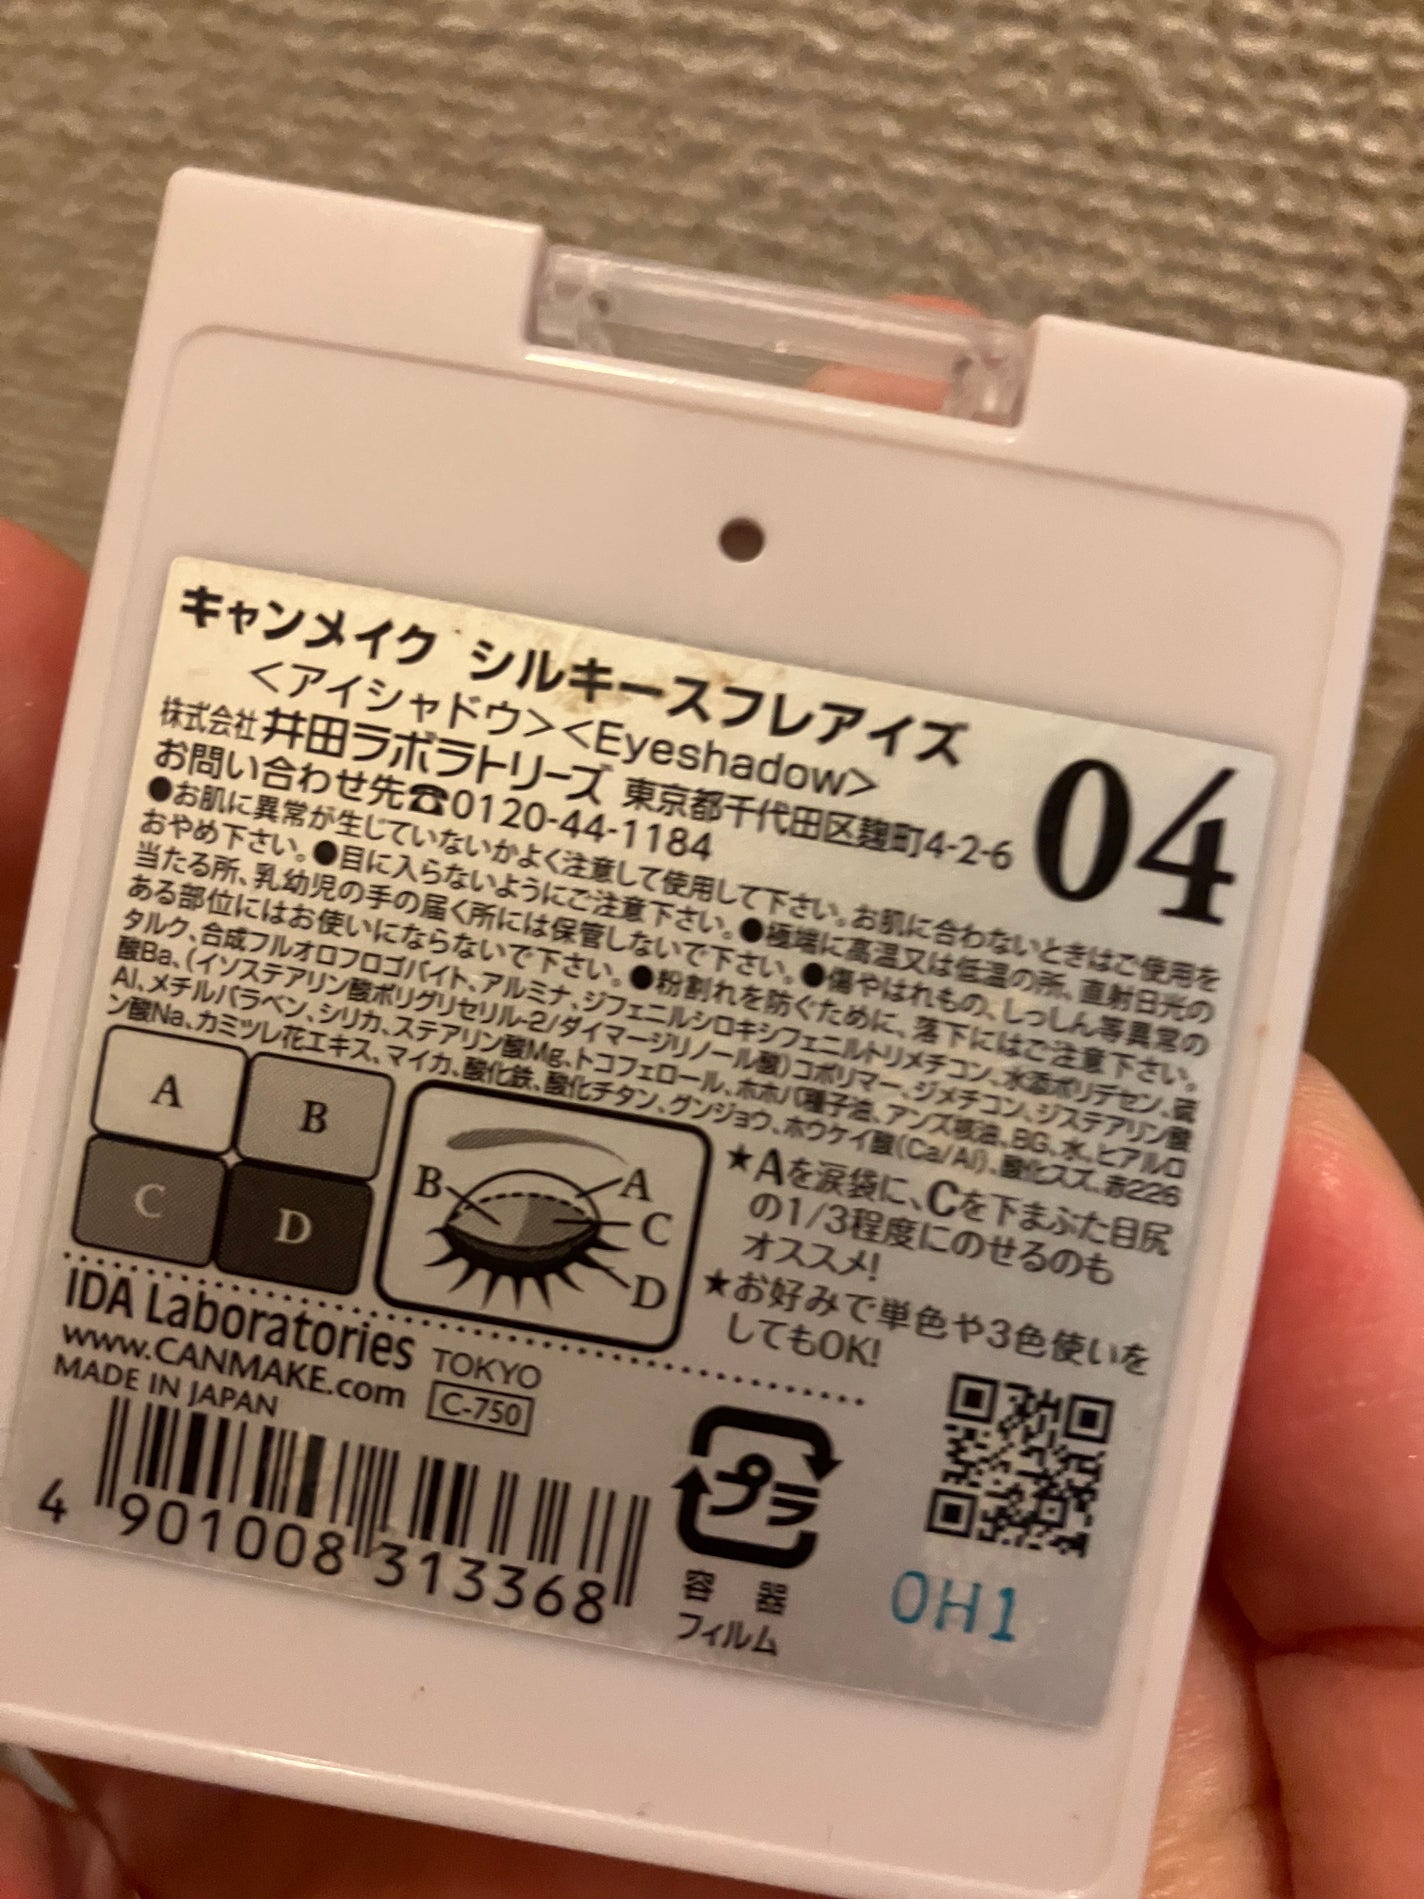 キャンメイク シルキースフレアイズ
<アイシャドウ><Eyeshadow>
04
株式会社 井田ラボラトリーズ 東京都千代田区麹町4-2-6
お問い合わせ先☎0120-44-1184
●お肌に異常が生じていないかよく注意して使用して下さい。お肌に合わないときはご使用を
おやめ下さい。●目に入らないようにご注意下さい。●極端に高温又は低温の所、直射日光の
当たる所、乳幼児の手の届く所には保管しないで下さい。●傷やはれもの、しっしん等異常の
ある部位にはお使いにならないで下さい。●粉割れを防ぐために、落下にはご注意下さい。
タルク、合成フルオロフロゴパイト、アルミナ、ジフェニルシロキシフェニルトリメチコン、水添ポリデセン、硫
酸Ba、(イソステアリン酸ポリグリセリル-2/ダイマージリノール酸)コポリマー、ジメチコン、ジステアリン酸
Al、メチルパラベン、シリカ、ステアリン酸Mg、トコフェロール、ホホバ種子油、アンズ核油、BG、水、ヒアルロ
ン酸Na、カミツレ花エキス、マイカ、酸化鉄、酸化チタン、グンジョウ、ホウケイ酸(Ca/Al)、酸化スズ、赤226
A B
C D
B A
C
D
★Aを涙袋に、Cを下まぶた目尻
の1/3程度にのせるのも
オススメ!
★お好みで単色や3色使いを
してもOK!
IDA Laboratories TOKYO
www.CANMAKE.com C-750
MADE IN JAPAN
4 901008 313368
プラ
容 器
フィルム
0H1